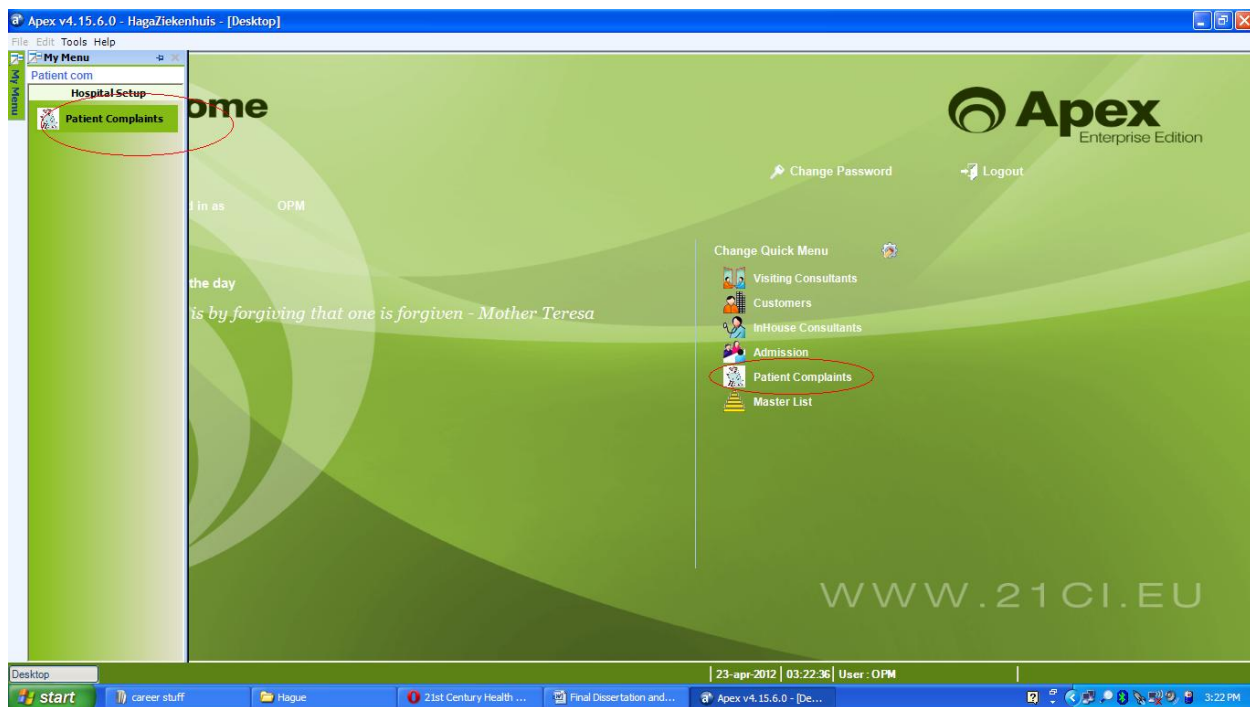 Apex v4.15.6.0 - HagaZiekenhuis - [Desktop]
File Edit Tools Help
My Menu
My Menu
Patient com
Hospital Setup
Patient Complaints
ome
Apex
Enterprise Edition
Change Password
Logout
in as OPM
Change Quick Menu
Visiting Consultants
Customers
InHouse Consultants
Admission
Patient Complaints
Master List
the day
is by forgiving that one is forgiven - Mother Teresa
WWW.21CI.EU
Desktop
23-apr-2012 03:22:36 User : OPM
start
career stuff
Hague
21st Century Health ...
Final Dissertation and...
Apex v4.15.6.0 - [De...
3:22 PM